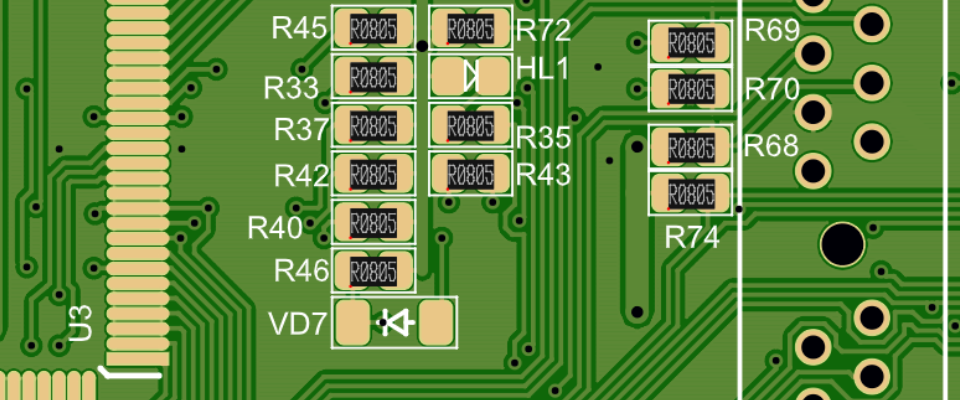 R45 R0805 R0805 R72
R0805 R69
R33 R0805 HL1
R0805 R70
R37 R0805 R0805 R35
R0805 R68
R42 R0805 R0805 R43
R0805
R40 R0805
R74
R46 R0805
U3
VD7